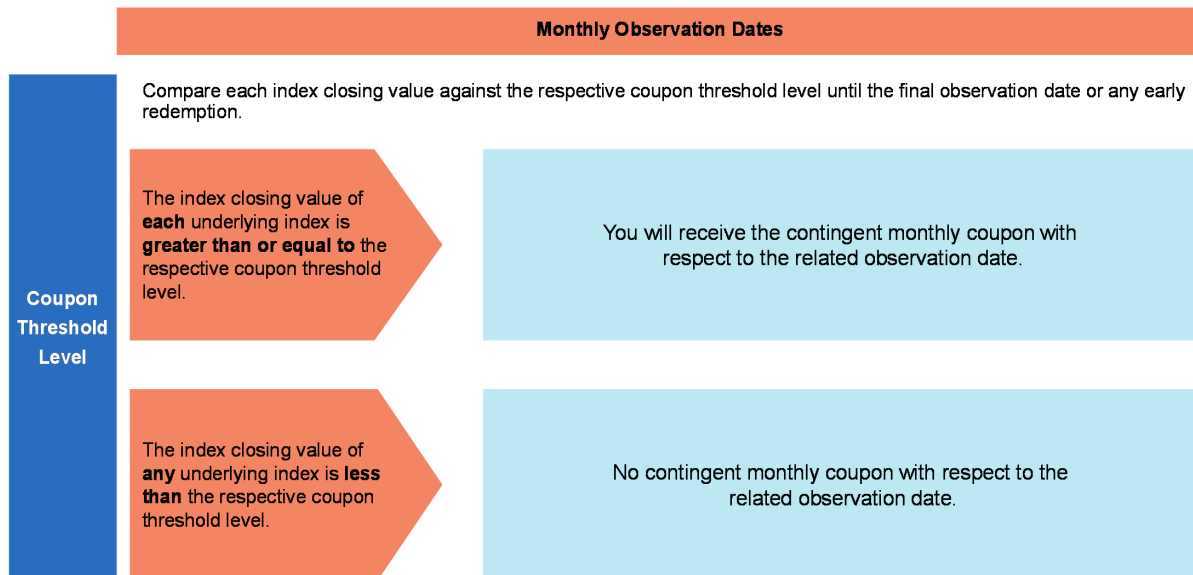 Monthly Observation Dates
Compare each index closing value against the respective coupon threshold level until the final observation date or any early
redemption.
Coupon
Threshold
Level
The index closing value of
each underlying index is
greater than or equal to the
respective coupon threshold
level.
You will receive the contingent monthly coupon with
respect to the related observation date.
The index closing value of
any underlying index is less
than the respective coupon
threshold level.
No contingent monthly coupon with respect to the
related observation date.